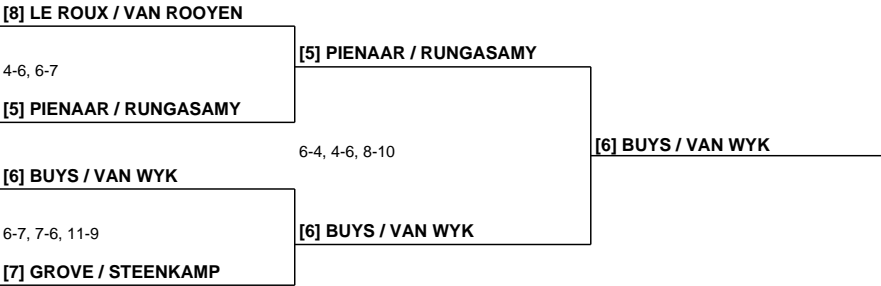 [8] LE ROUX / VAN ROOYEN
4-6, 6-7
[5] PIENAAR / RUNGASAMY
[5] PIENAAR / RUNGASAMY
6-4, 4-6, 8-10
[6] BUYS / VAN WYK
[6] BUYS / VAN WYK
6-7, 7-6, 11-9
[6] BUYS / VAN WYK
[7] GROVE / STEENKAMP